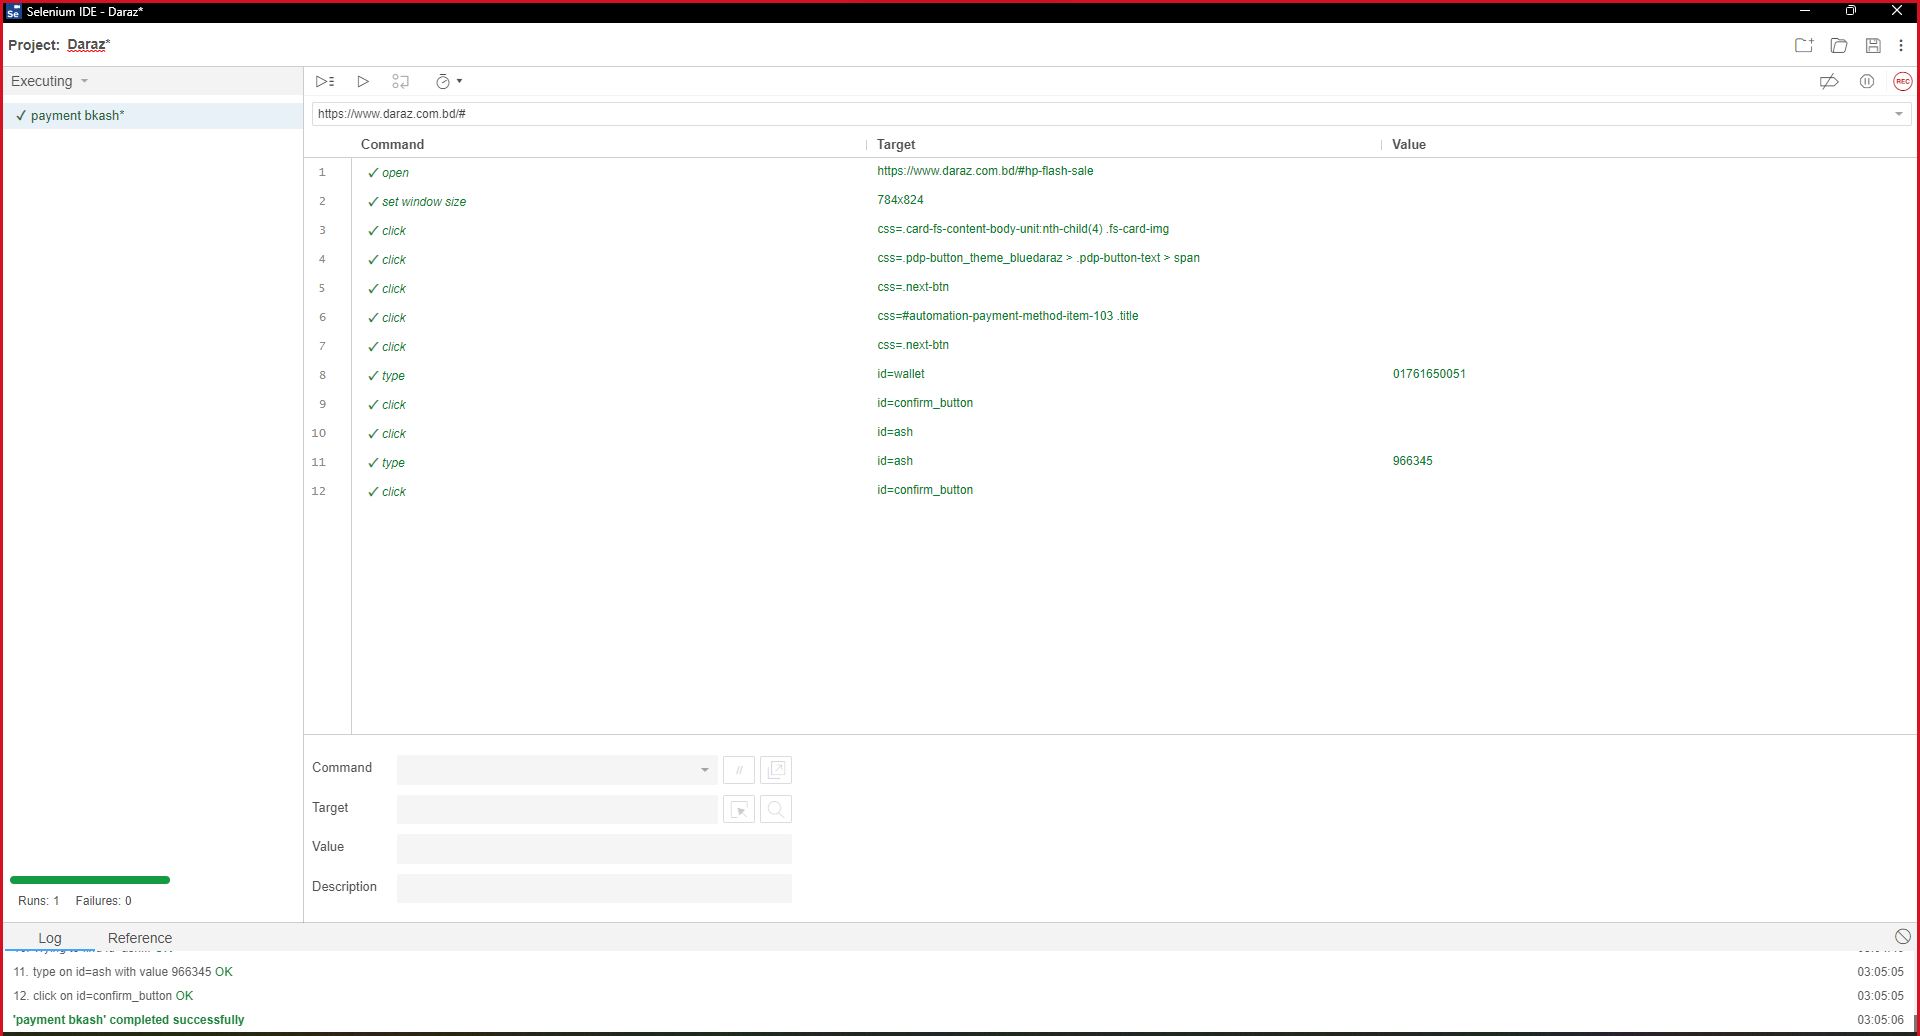 Se Selenium IDE - Daraz*
Project: Daraz*
Executing
REC
✓ payment bkash*
https://www.daraz.com.bd/#
Command Target Value
1 ✓ open https://www.daraz.com.bd/#hp-flash-sale
2 ✓ set window size 784x824
3 ✓ click css=.card-fs-content-body-unit:nth-child(4) .fs-card-img
4 ✓ click css=.pdp-button_theme_bluedaraz > .pdp-button-text > span
5 ✓ click css=.next-btn
6 ✓ click css=#automation-payment-method-item-103 .title
7 ✓ click css=.next-btn
8 ✓ type id=wallet 01761650051
9 ✓ click id=confirm_button
10 ✓ click id=ash
11 ✓ type id=ash 966345
12 ✓ click id=confirm_button
Command //
Target
Value
Description
Runs: 1 Failures: 0
Log Reference
11. type on id=ash with value 966345 OK 03:05:05
12. click on id=confirm_button OK 03:05:05
'payment bkash' completed successfully 03:05:06